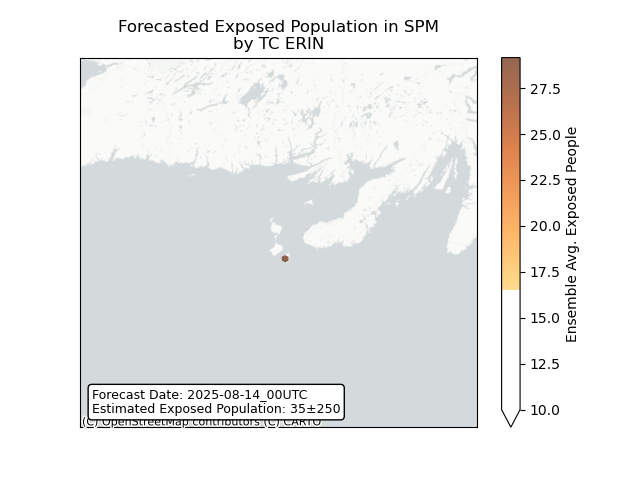 Forecasted Exposed Population in SPM
by TC ERIN
27.5
25.0
22.5
20.0
17.5
15.0
12.5
10.0
Ensemble Avg. Exposed People
Forecast Date: 2025-08-14_00UTC
Estimated Exposed Population: 35±250
(C) OpenStreetMap contributors (C) CARTO